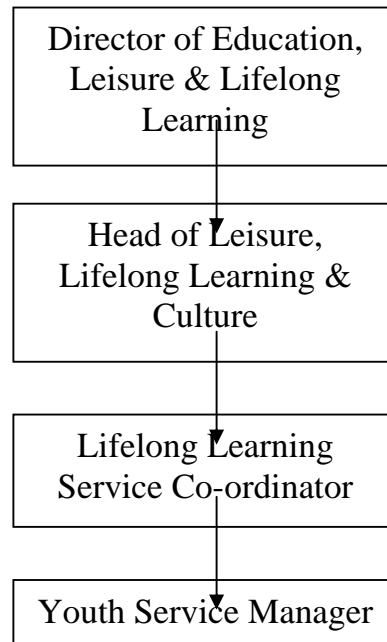 Director of Education,
Leisure & Lifelong
Learning
Head of Leisure,
Lifelong Learning &
Culture
Lifelong Learning
Service Co-ordinator
Youth Service Manager